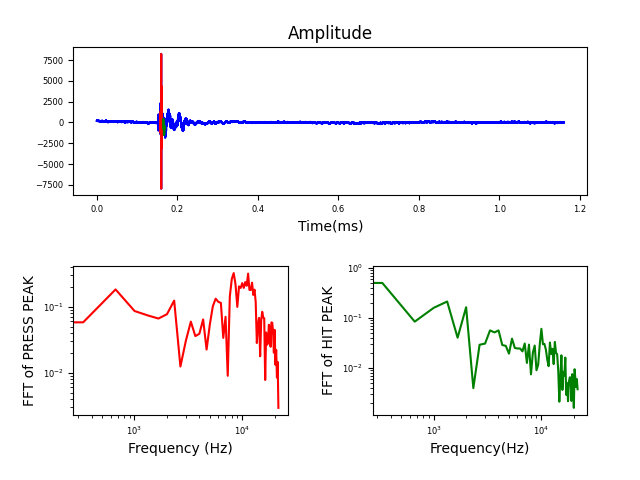 Amplitude
7500
5000
2500
0
−2500
−5000
−7500
0.0 0.2 0.4 0.6 0.8 1.0 1.2
Time(ms)
FFT of PRESS PEAK
10⁻¹
10⁻²
10³ 10⁴
Frequency (Hz)
FFT of HIT PEAK
10⁰
10⁻¹
10⁻²
10³ 10⁴
Frequency(Hz)